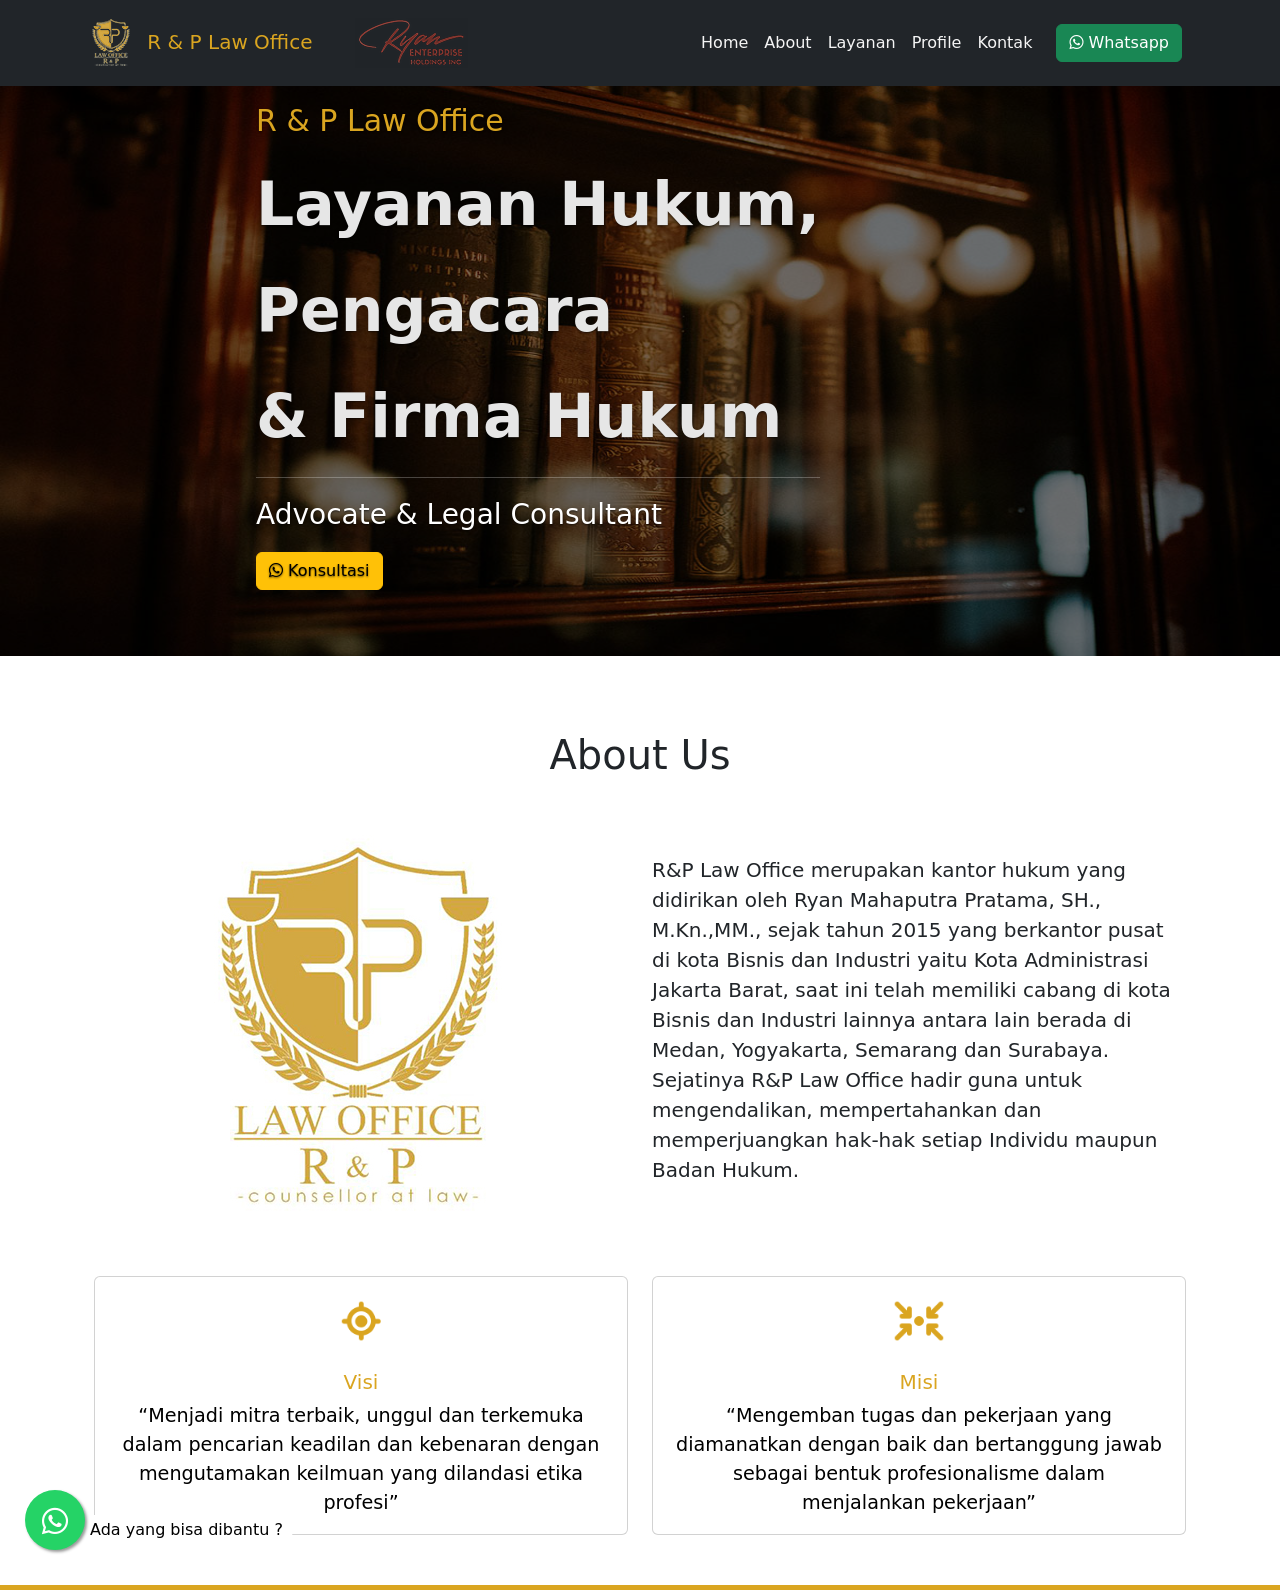 LAW OFFICE
R & P
R & P Law Office
Ryan
ENTERPRISE
HOLDINGS INC
Home
About
Layanan
Profile
Kontak
Whatsapp
R & P Law Office
Layanan Hukum,
Pengacara
& Firma Hukum
MISCELLANEOUS
WRITINGS
Advocate & Legal Consultant
Konsultasi
About Us
RP
LAW OFFICE
R & P
-counsellor at law-
R&P Law Office merupakan kantor hukum yang
didirikan oleh Ryan Mahaputra Pratama, SH.,
M.Kn.,MM., sejak tahun 2015 yang berkantor pusat
di kota Bisnis dan Industri yaitu Kota Administrasi
Jakarta Barat, saat ini telah memiliki cabang di kota
Bisnis dan Industri lainnya antara lain berada di
Medan, Yogyakarta, Semarang dan Surabaya.
Sejatinya R&P Law Office hadir guna untuk
mengendalikan, mempertahankan dan
memperjuangkan hak-hak setiap Individu maupun
Badan Hukum.
Visi
“Menjadi mitra terbaik, unggul dan terkemuka
dalam pencarian keadilan dan kebenaran dengan
mengutamakan keilmuan yang dilandasi etika
profesi”
Misi
“Mengemban tugas dan pekerjaan yang
diamanatkan dengan baik dan bertanggung jawab
sebagai bentuk profesionalisme dalam
menjalankan pekerjaan”
Ada yang bisa dibantu ?